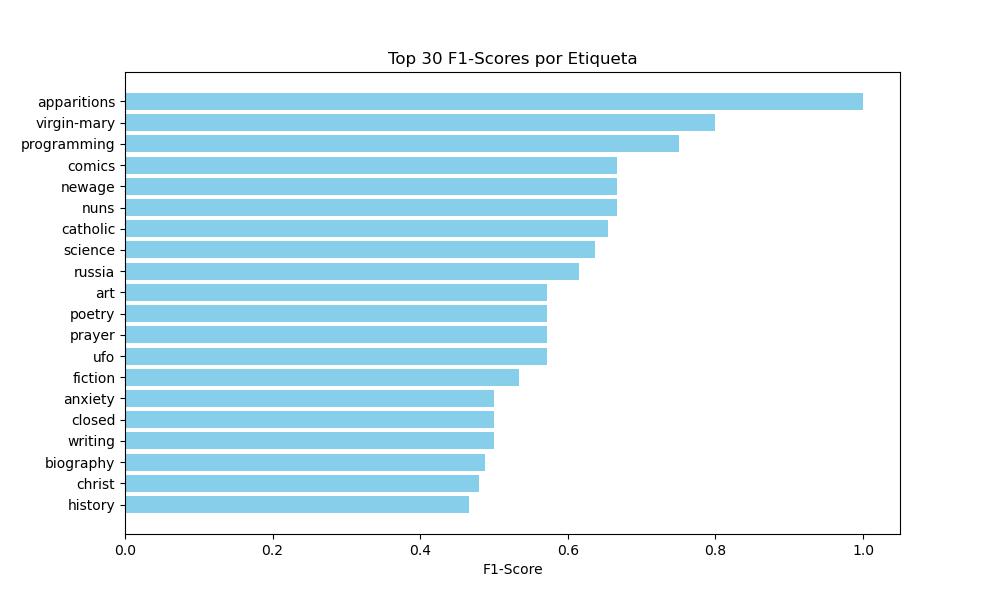 Top 30 F1-Scores por Etiqueta
apparitions
virgin-mary
programming
comics
newage
nuns
catholic
science
russia
art
poetry
prayer
ufo
fiction
anxiety
closed
writing
biography
christ
history
0.0 0.2 0.4 0.6 0.8 1.0
F1-Score